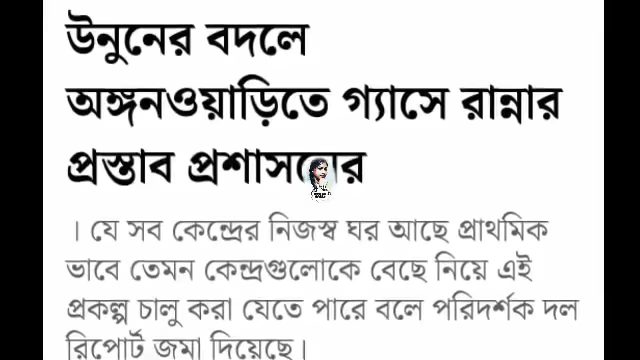 উনুনের বদলে
অঙ্গনওয়াড়িতে গ্যাসে রান্নার
প্রস্তাব প্রশাসনের
। যে সব কেন্দ্রের নিজস্ব ঘর আছে প্রাথমিক
ভাবে তেমন কেন্দ্রগুলোকে বেছে নিয়ে এই
প্রকল্প চালু করা যেতে পারে বলে পরিদর্শক দল
রিপোর্ট জমা দিয়েছে।